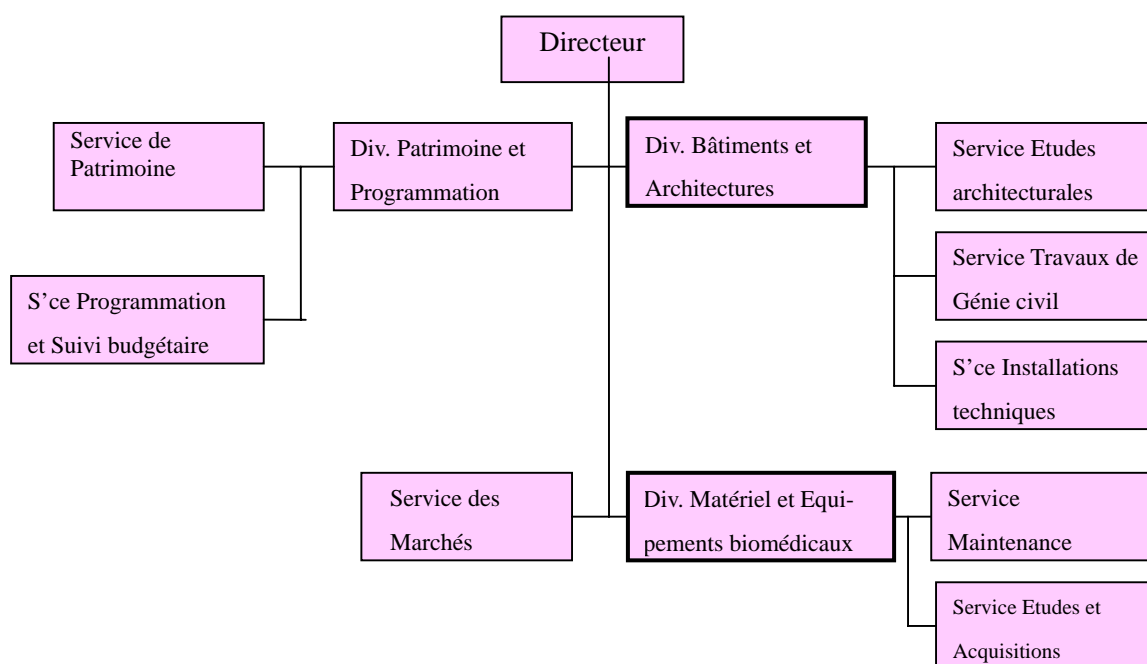 Directeur
Service de
Patrimoine
Div. Patrimoine et
Programmation
Div. Bâtiments et
Architectures
Service Etudes
architecturales
Service Travaux de
Génie civil
S’ce Programmation
et Suivi budgétaire
S’ce Installations
techniques
Service des
Marchés
Div. Matériel et Equi-
pements biomédicaux
Service
Maintenance
Service Etudes et
Acquisitions